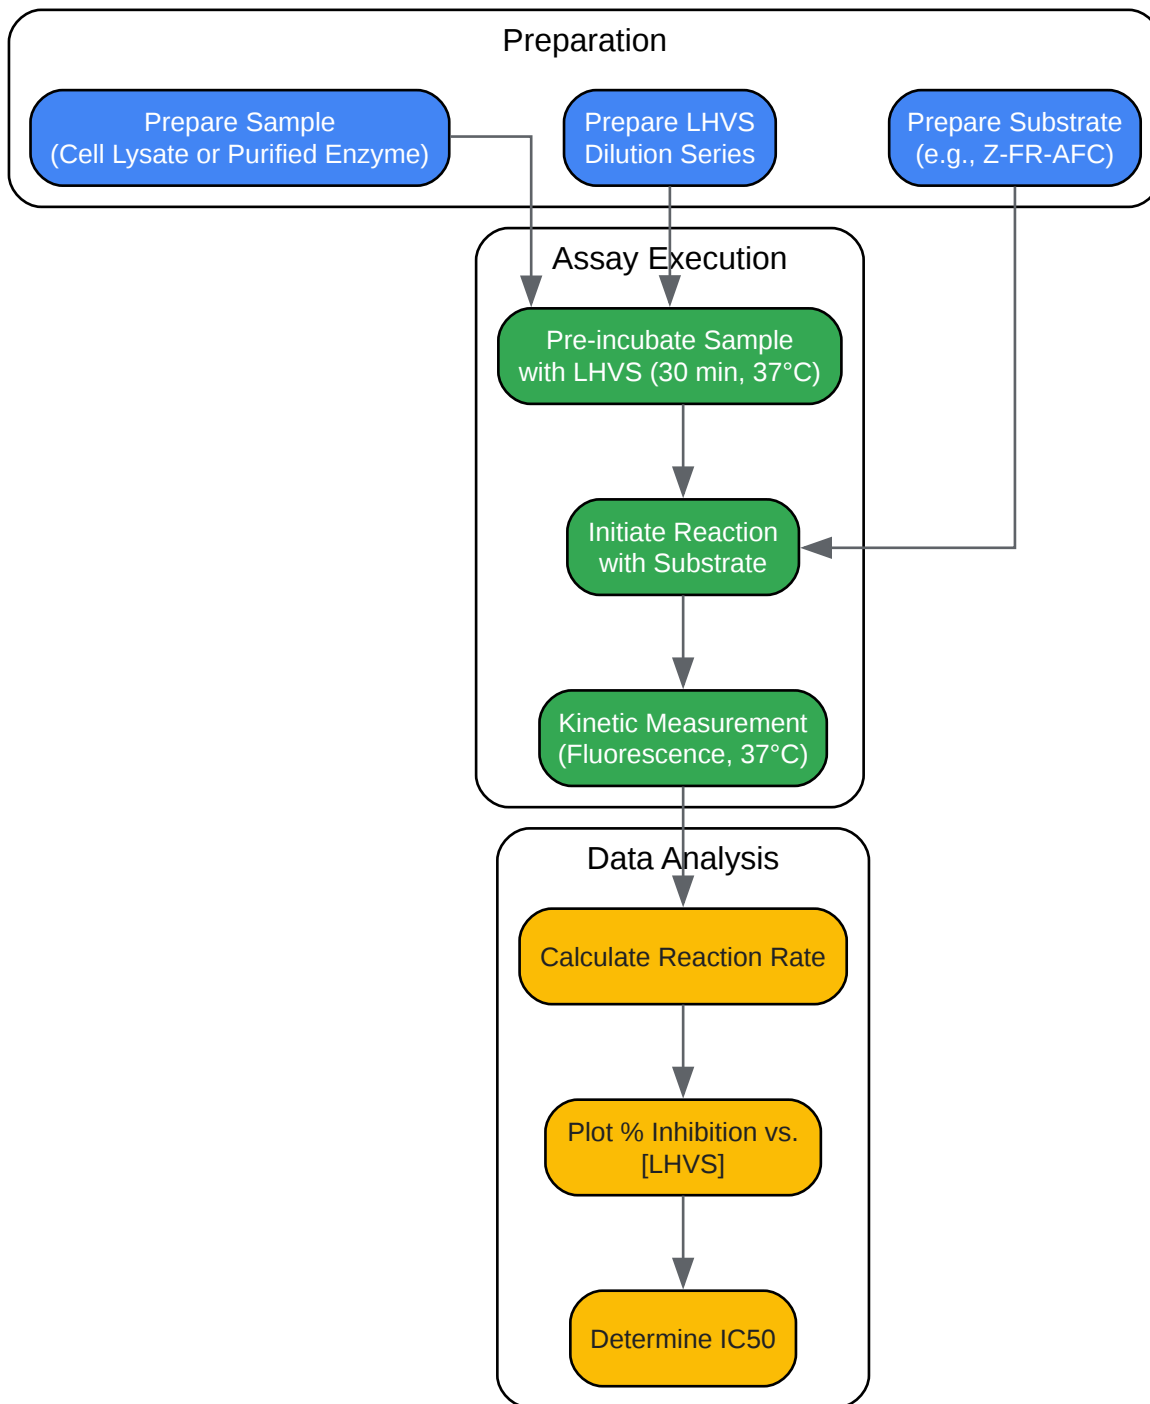 Preparation
Prepare Sample
(Cell Lysate or Purified Enzyme)
Prepare LHVS
Dilution Series
Prepare Substrate
(e.g., Z-FR-AFC)
Assay Execution
Pre-incubate Sample
with LHVS (30 min, 37°C)
Initiate Reaction
with Substrate
Kinetic Measurement
(Fluorescence, 37°C)
Data Analysis
Calculate Reaction Rate
Plot % Inhibition vs.
[LHVS]
Determine IC50